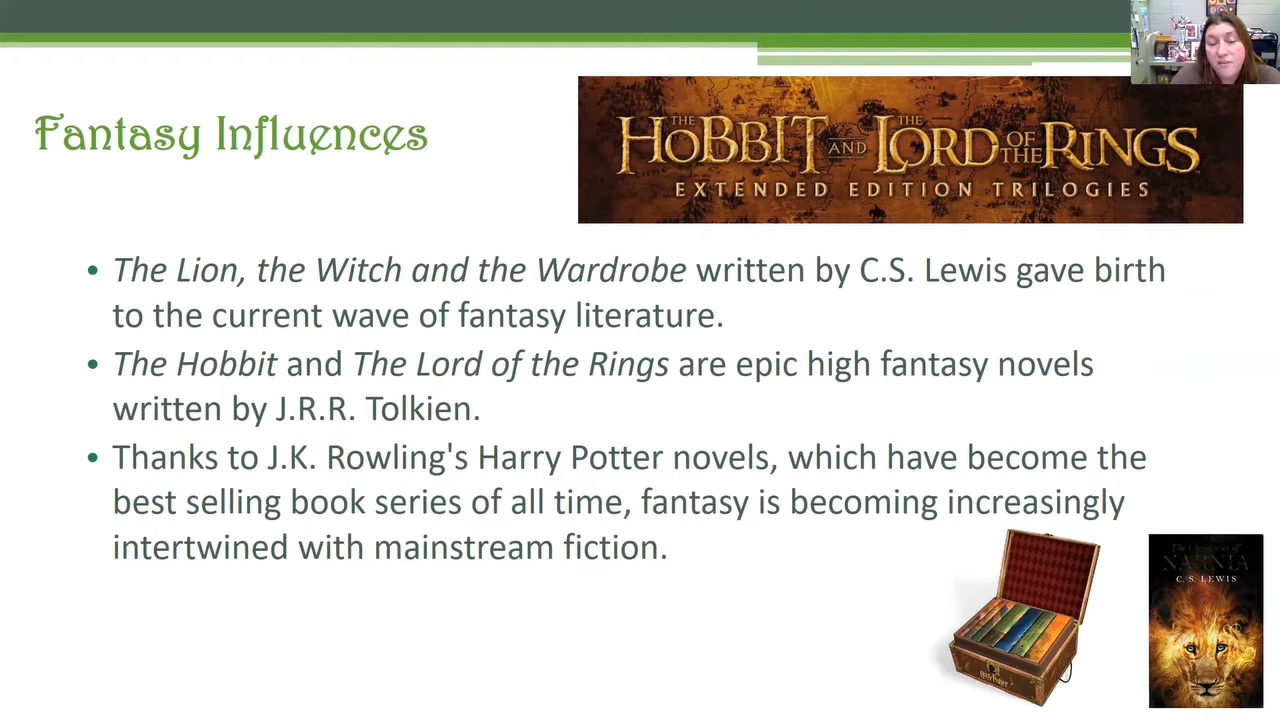 Fantasy Influences
THE HOBBIT AND THE LORD OF THE RINGS
EXTENDED EDITION TRILOGIES
• The Lion, the Witch and the Wardrobe written by C.S. Lewis gave birth
to the current wave of fantasy literature.
• The Hobbit and The Lord of the Rings are epic high fantasy novels
written by J.R.R. Tolkien.
• Thanks to J.K. Rowling's Harry Potter novels, which have become the
best selling book series of all time, fantasy is becoming increasingly
intertwined with mainstream fiction.
Harry Potter
The Chronicles of
NARNIA
C. S. LEWIS